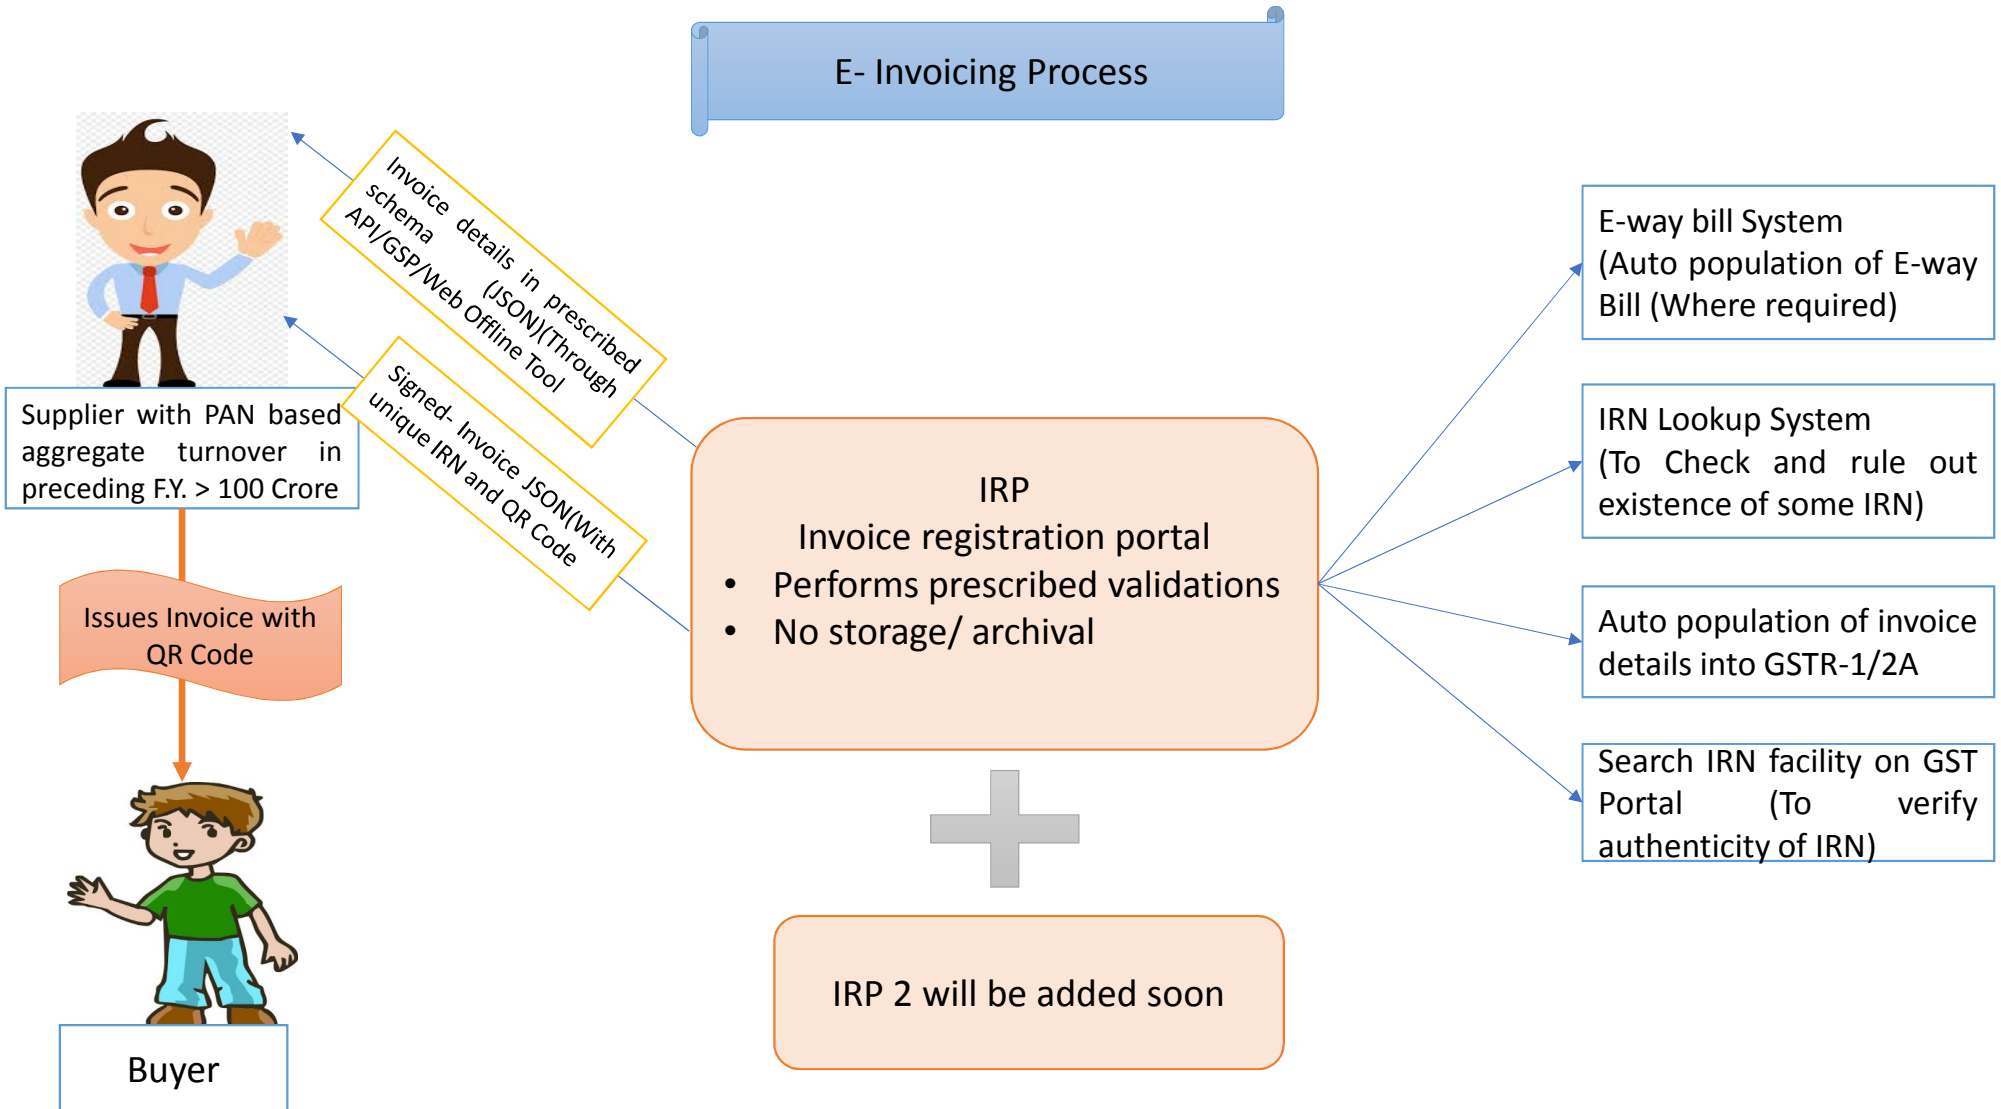 E- Invoicing Process
Invoice details in prescribed
schema (JSON)(Through
API/GSP/Web Offline Tool
Signed- Invoice JSON(With
unique IRN and QR Code
Supplier with PAN based
aggregate turnover in
preceding F.Y. > 100 Crore
Issues Invoice with
QR Code
Buyer
IRP
Invoice registration portal
• Performs prescribed validations
• No storage/ archival
IRP 2 will be added soon
E-way bill System
(Auto population of E-way
Bill (Where required)
IRN Lookup System
(To Check and rule out
existence of some IRN)
Auto population of invoice
details into GSTR-1/2A
Search IRN facility on GST
Portal (To verify
authenticity of IRN)